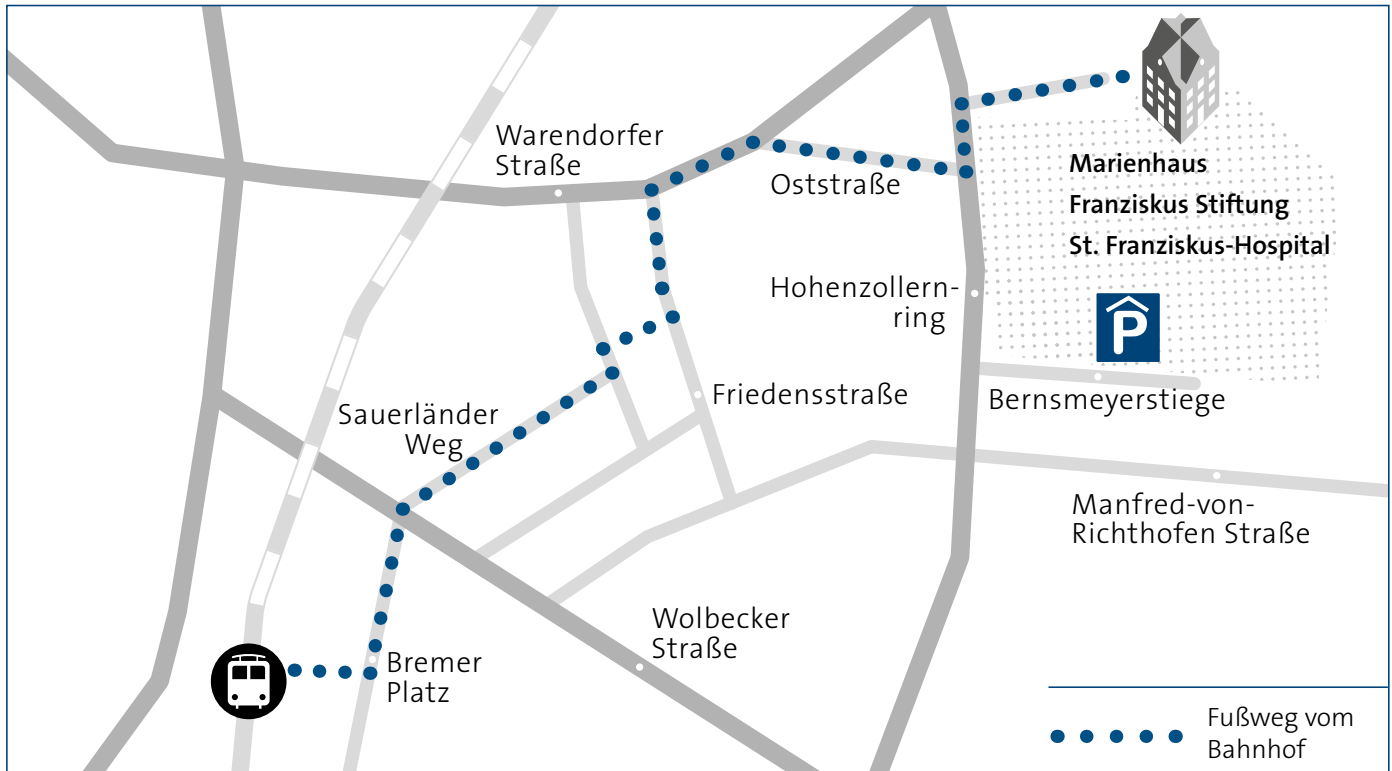 Warendorfer
Straße
Oststraße
Marienhaus
Franziskus Stiftung
St. Franziskus-Hospital
Hohenzollern-
ring
P
Sauerländer
Weg
Friedensstraße
Bernsmeyerstiege
Manfred-von-
Richthofen Straße
Wolbecker
Straße
Bremer
Platz
Fußweg vom
Bahnhof